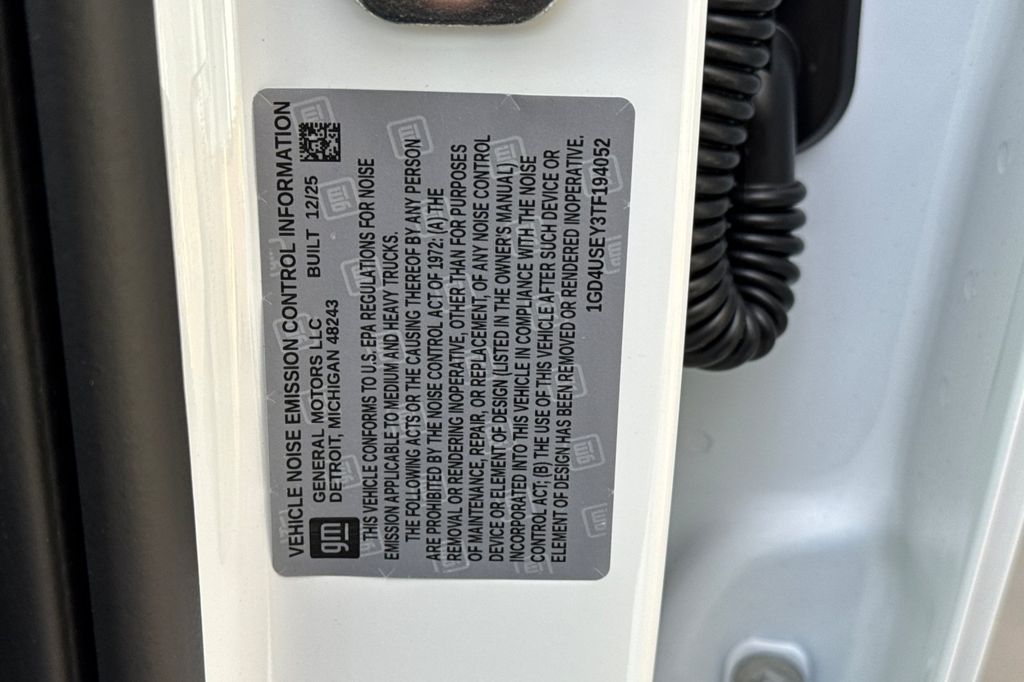 VEHICLE NOISE EMISSION CONTROL INFORMATION
gm
GENERAL MOTORS LLC BUILT 12/25
DETROIT, MICHIGAN 48243
THIS VEHICLE CONFORMS TO U.S. EPA REGULATIONS FOR NOISE
EMISSION APPLICABLE TO MEDIUM AND HEAVY TRUCKS.
THE FOLLOWING ACTS OR THE CAUSING THEREOF BY ANY PERSON
ARE PROHIBITED BY THE NOISE CONTROL ACT OF 1972: (A) THE
REMOVAL OR RENDERING INOPERATIVE, OTHER THAN FOR PURPOSES
OF MAINTENANCE, REPAIR, OR REPLACEMENT, OF ANY NOISE CONTROL
DEVICE OR ELEMENT OF DESIGN (LISTED IN THE OWNER'S MANUAL)
INCORPORATED INTO THIS VEHICLE IN COMPLIANCE WITH THE NOISE
CONTROL ACT; (B) THE USE OF THIS VEHICLE AFTER SUCH DEVICE OR
ELEMENT OF DESIGN HAS BEEN REMOVED OR RENDERED INOPERATIVE.
1GD4USEY3TF194052